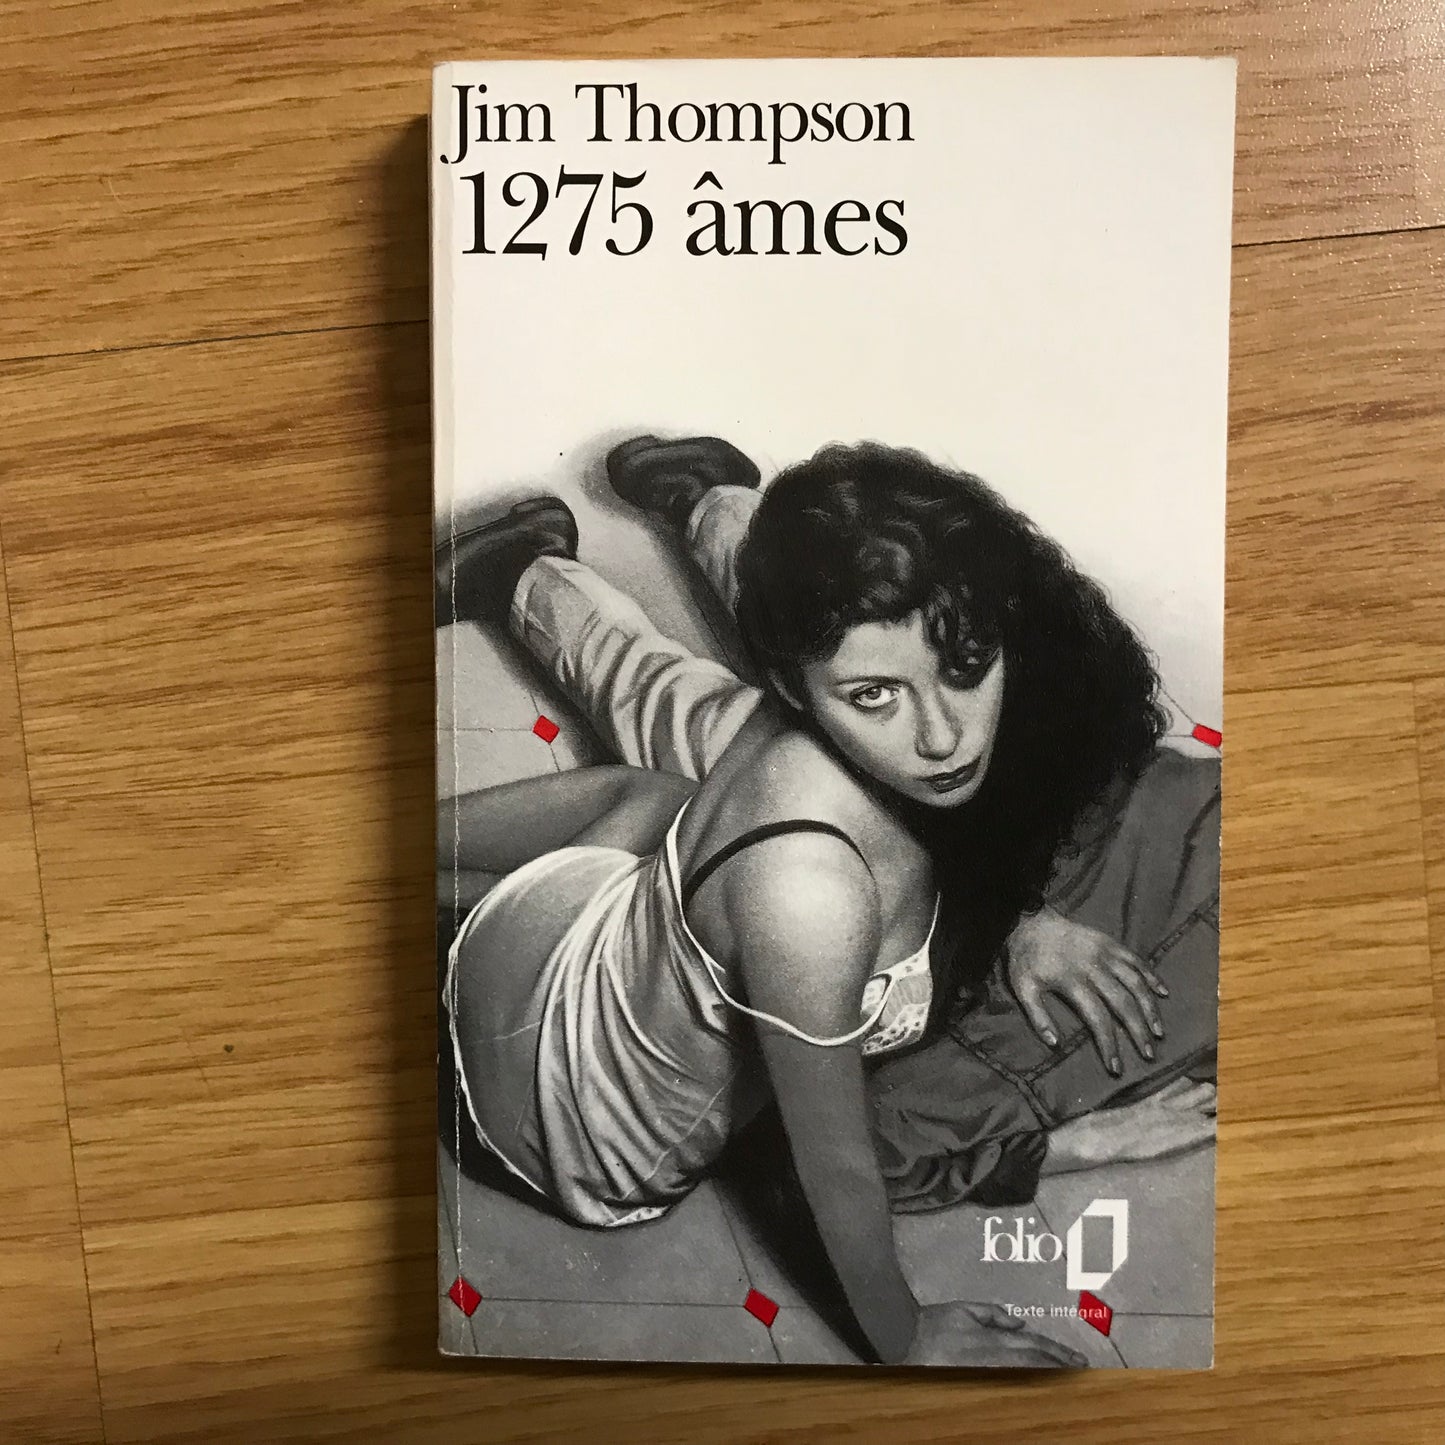 Jim Thompson
1275 âmes
folio
Texte intégral